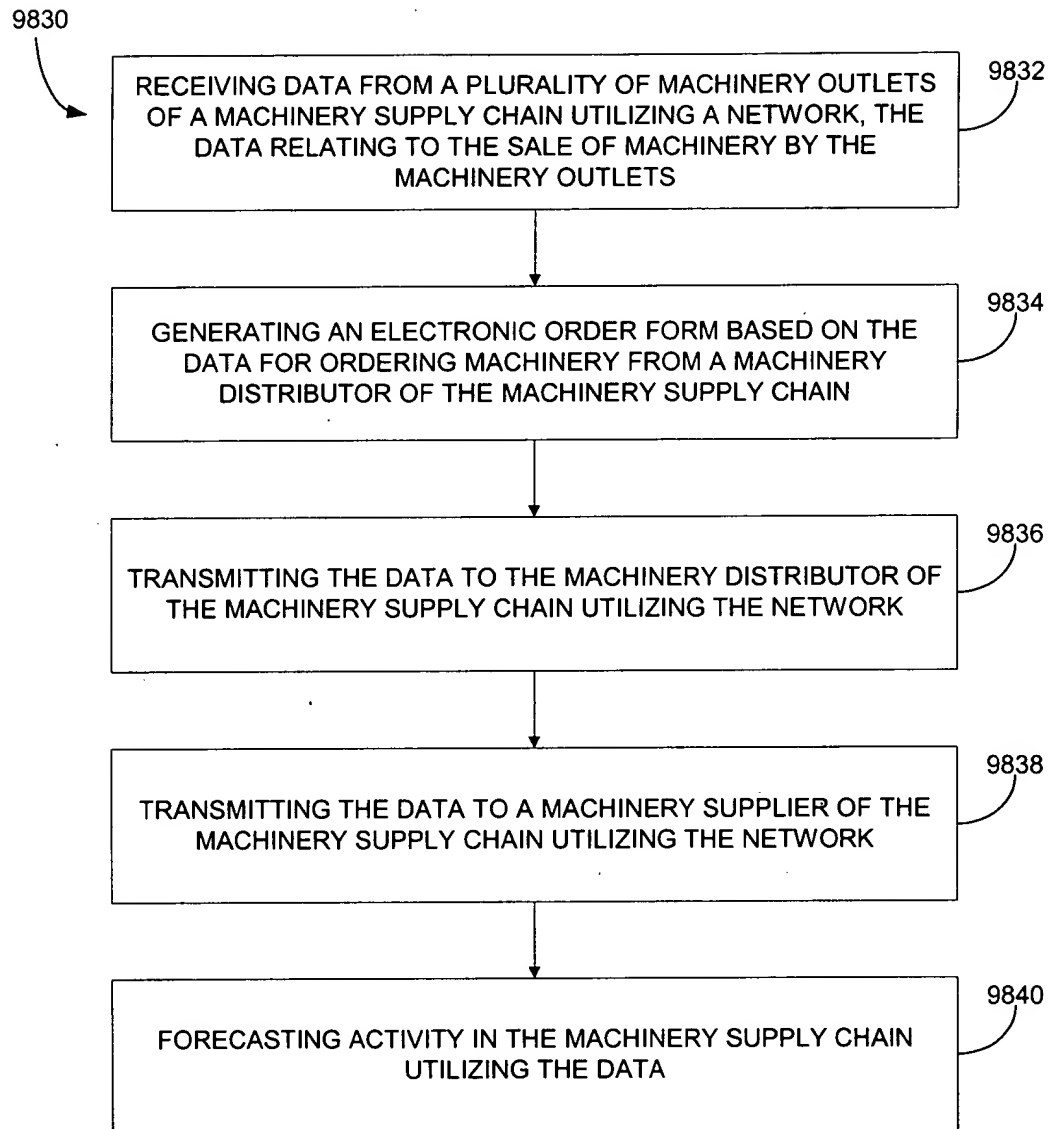 9830
RECEIVING DATA FROM A PLURALITY OF MACHINERY OUTLETS
OF A MACHINERY SUPPLY CHAIN UTILIZING A NETWORK, THE
DATA RELATING TO THE SALE OF MACHINERY BY THE
MACHINERY OUTLETS
9832
GENERATING AN ELECTRONIC ORDER FORM BASED ON THE
DATA FOR ORDERING MACHINERY FROM A MACHINERY
DISTRIBUTOR OF THE MACHINERY SUPPLY CHAIN
9834
TRANSMITTING THE DATA TO THE MACHINERY DISTRIBUTOR OF
THE MACHINERY SUPPLY CHAIN UTILIZING THE NETWORK
9836
TRANSMITTING THE DATA TO A MACHINERY SUPPLIER OF THE
MACHINERY SUPPLY CHAIN UTILIZING THE NETWORK
9838
FORECASTING ACTIVITY IN THE MACHINERY SUPPLY CHAIN
UTILIZING THE DATA
9840